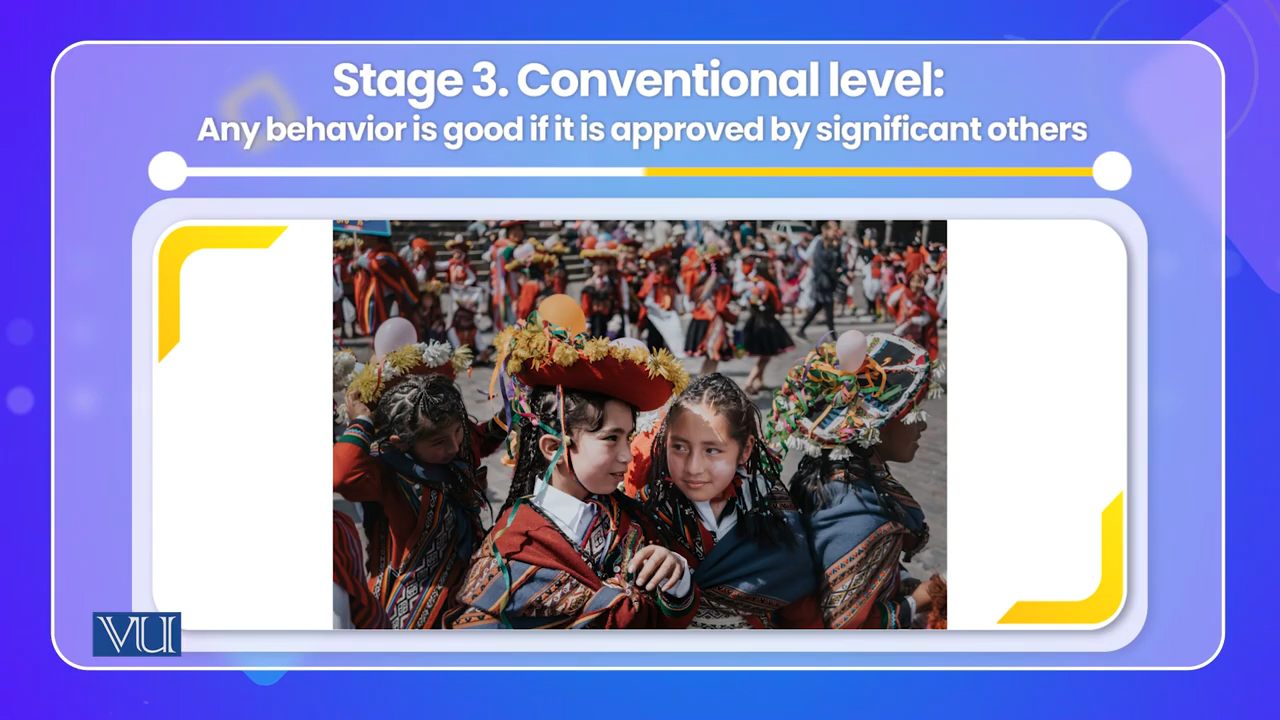 Stage 3. Conventional level:
Any behavior is good if it is approved by significant others
VU